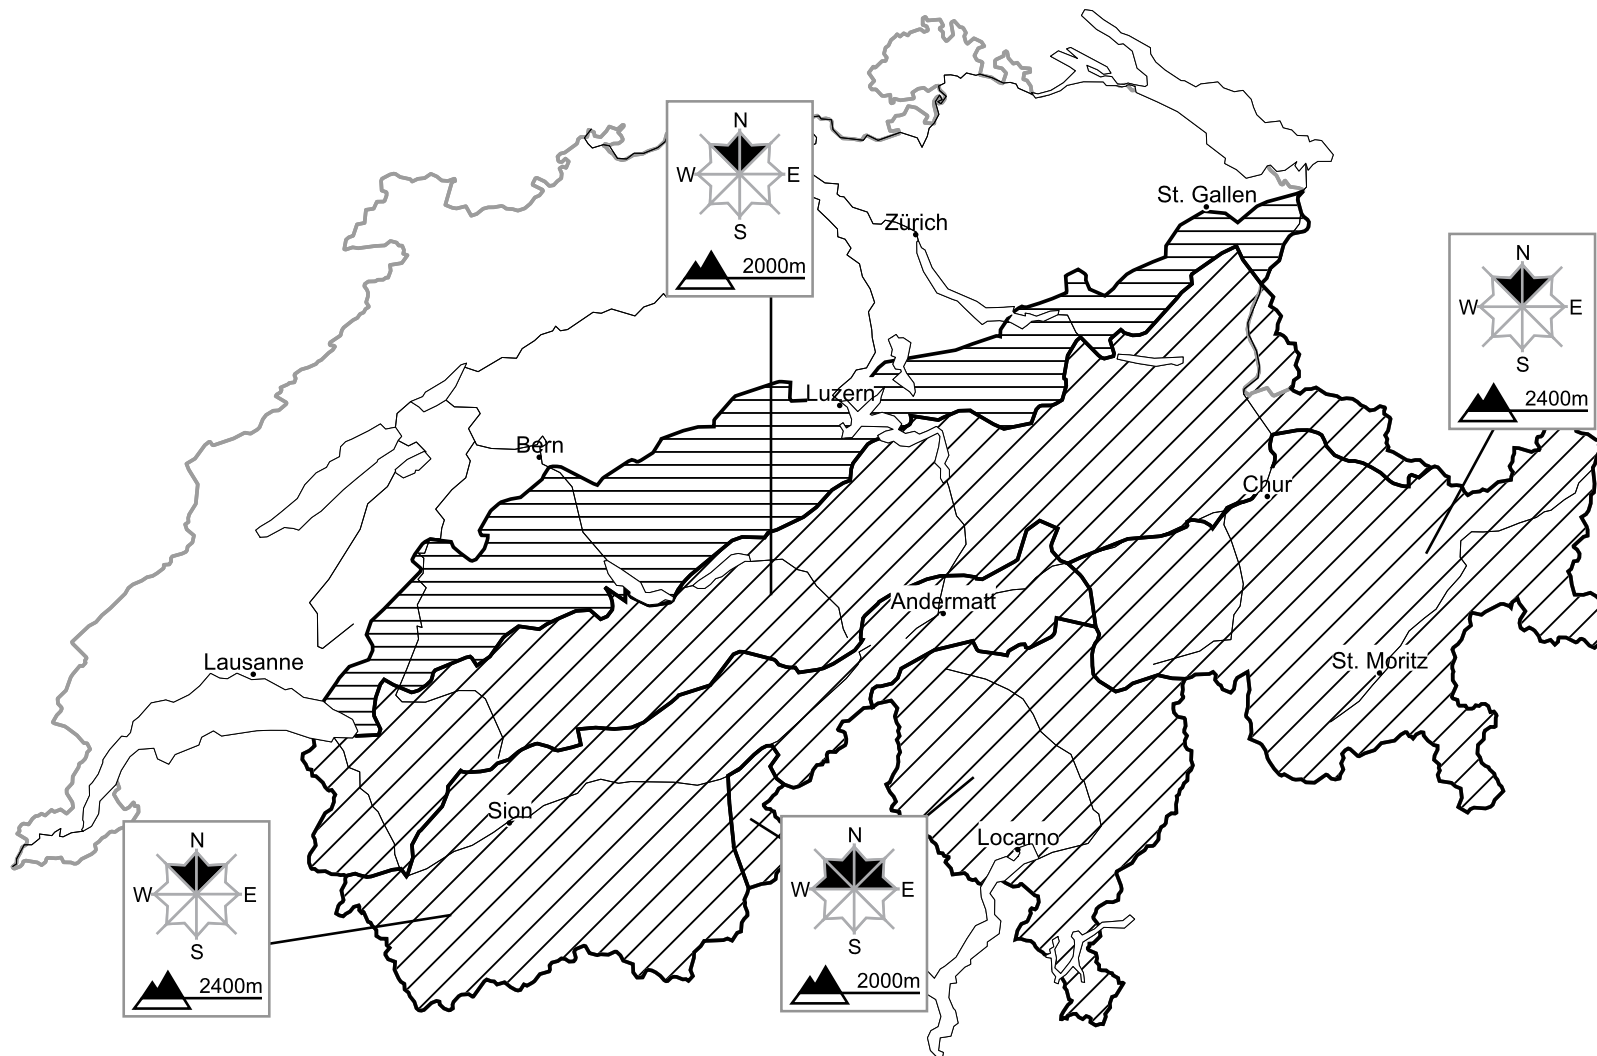 N
W E
S
2000m
St. Gallen
Zürich
N
W E
S
2400m
Luzern
Bern
Chur
Andermatt
Lausanne
St. Moritz
Sion
Locarno
N
W E
S
2400m
N
W E
S
2000m